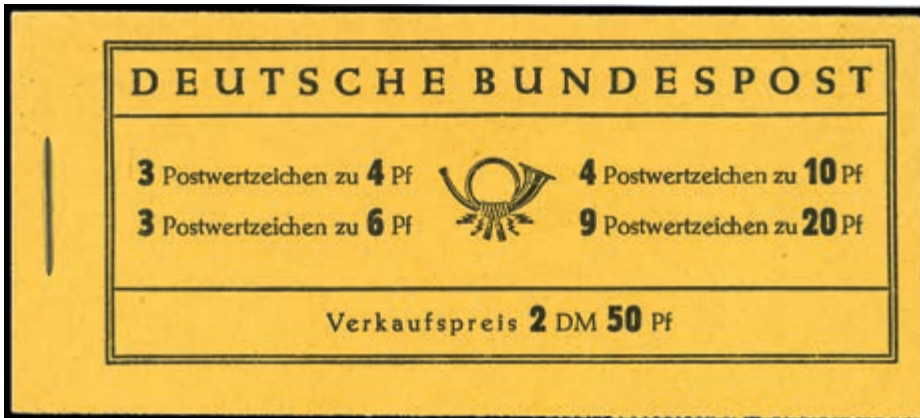 DEUTSCHE BUNDESPOST
3 Postwertzeichen zu 4 Pf
3 Postwertzeichen zu 6 Pf
4 Postwertzeichen zu 10 Pf
9 Postwertzeichen zu 20 Pf
Verkaufspreis 2 DM 50 Pf